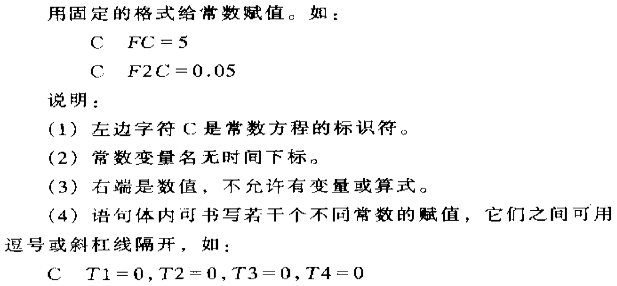 用固定的格式给常数赋值。如：
C FC=5
C F2C=0.05
说明：
(1) 左边字符 C 是常数方程的标识符。
(2) 常数变量名无时间下标。
(3) 右端是数值，不允许有变量或算式。
(4) 语句体内可书写若干个不同常数的赋值，它们之间可用
逗号或斜杠线隔开，如：
C T1=0,T2=0,T3=0,T4=0